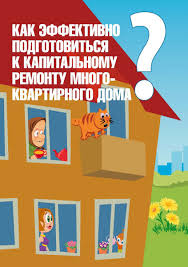 КАК ЭФФЕКТИВНО
ПОДГОТОВИТЬСЯ
К КАПИТАЛЬНОМУ
РЕМОНТУ МНОГО-
КВАРТИРНОГО ДОМА
?